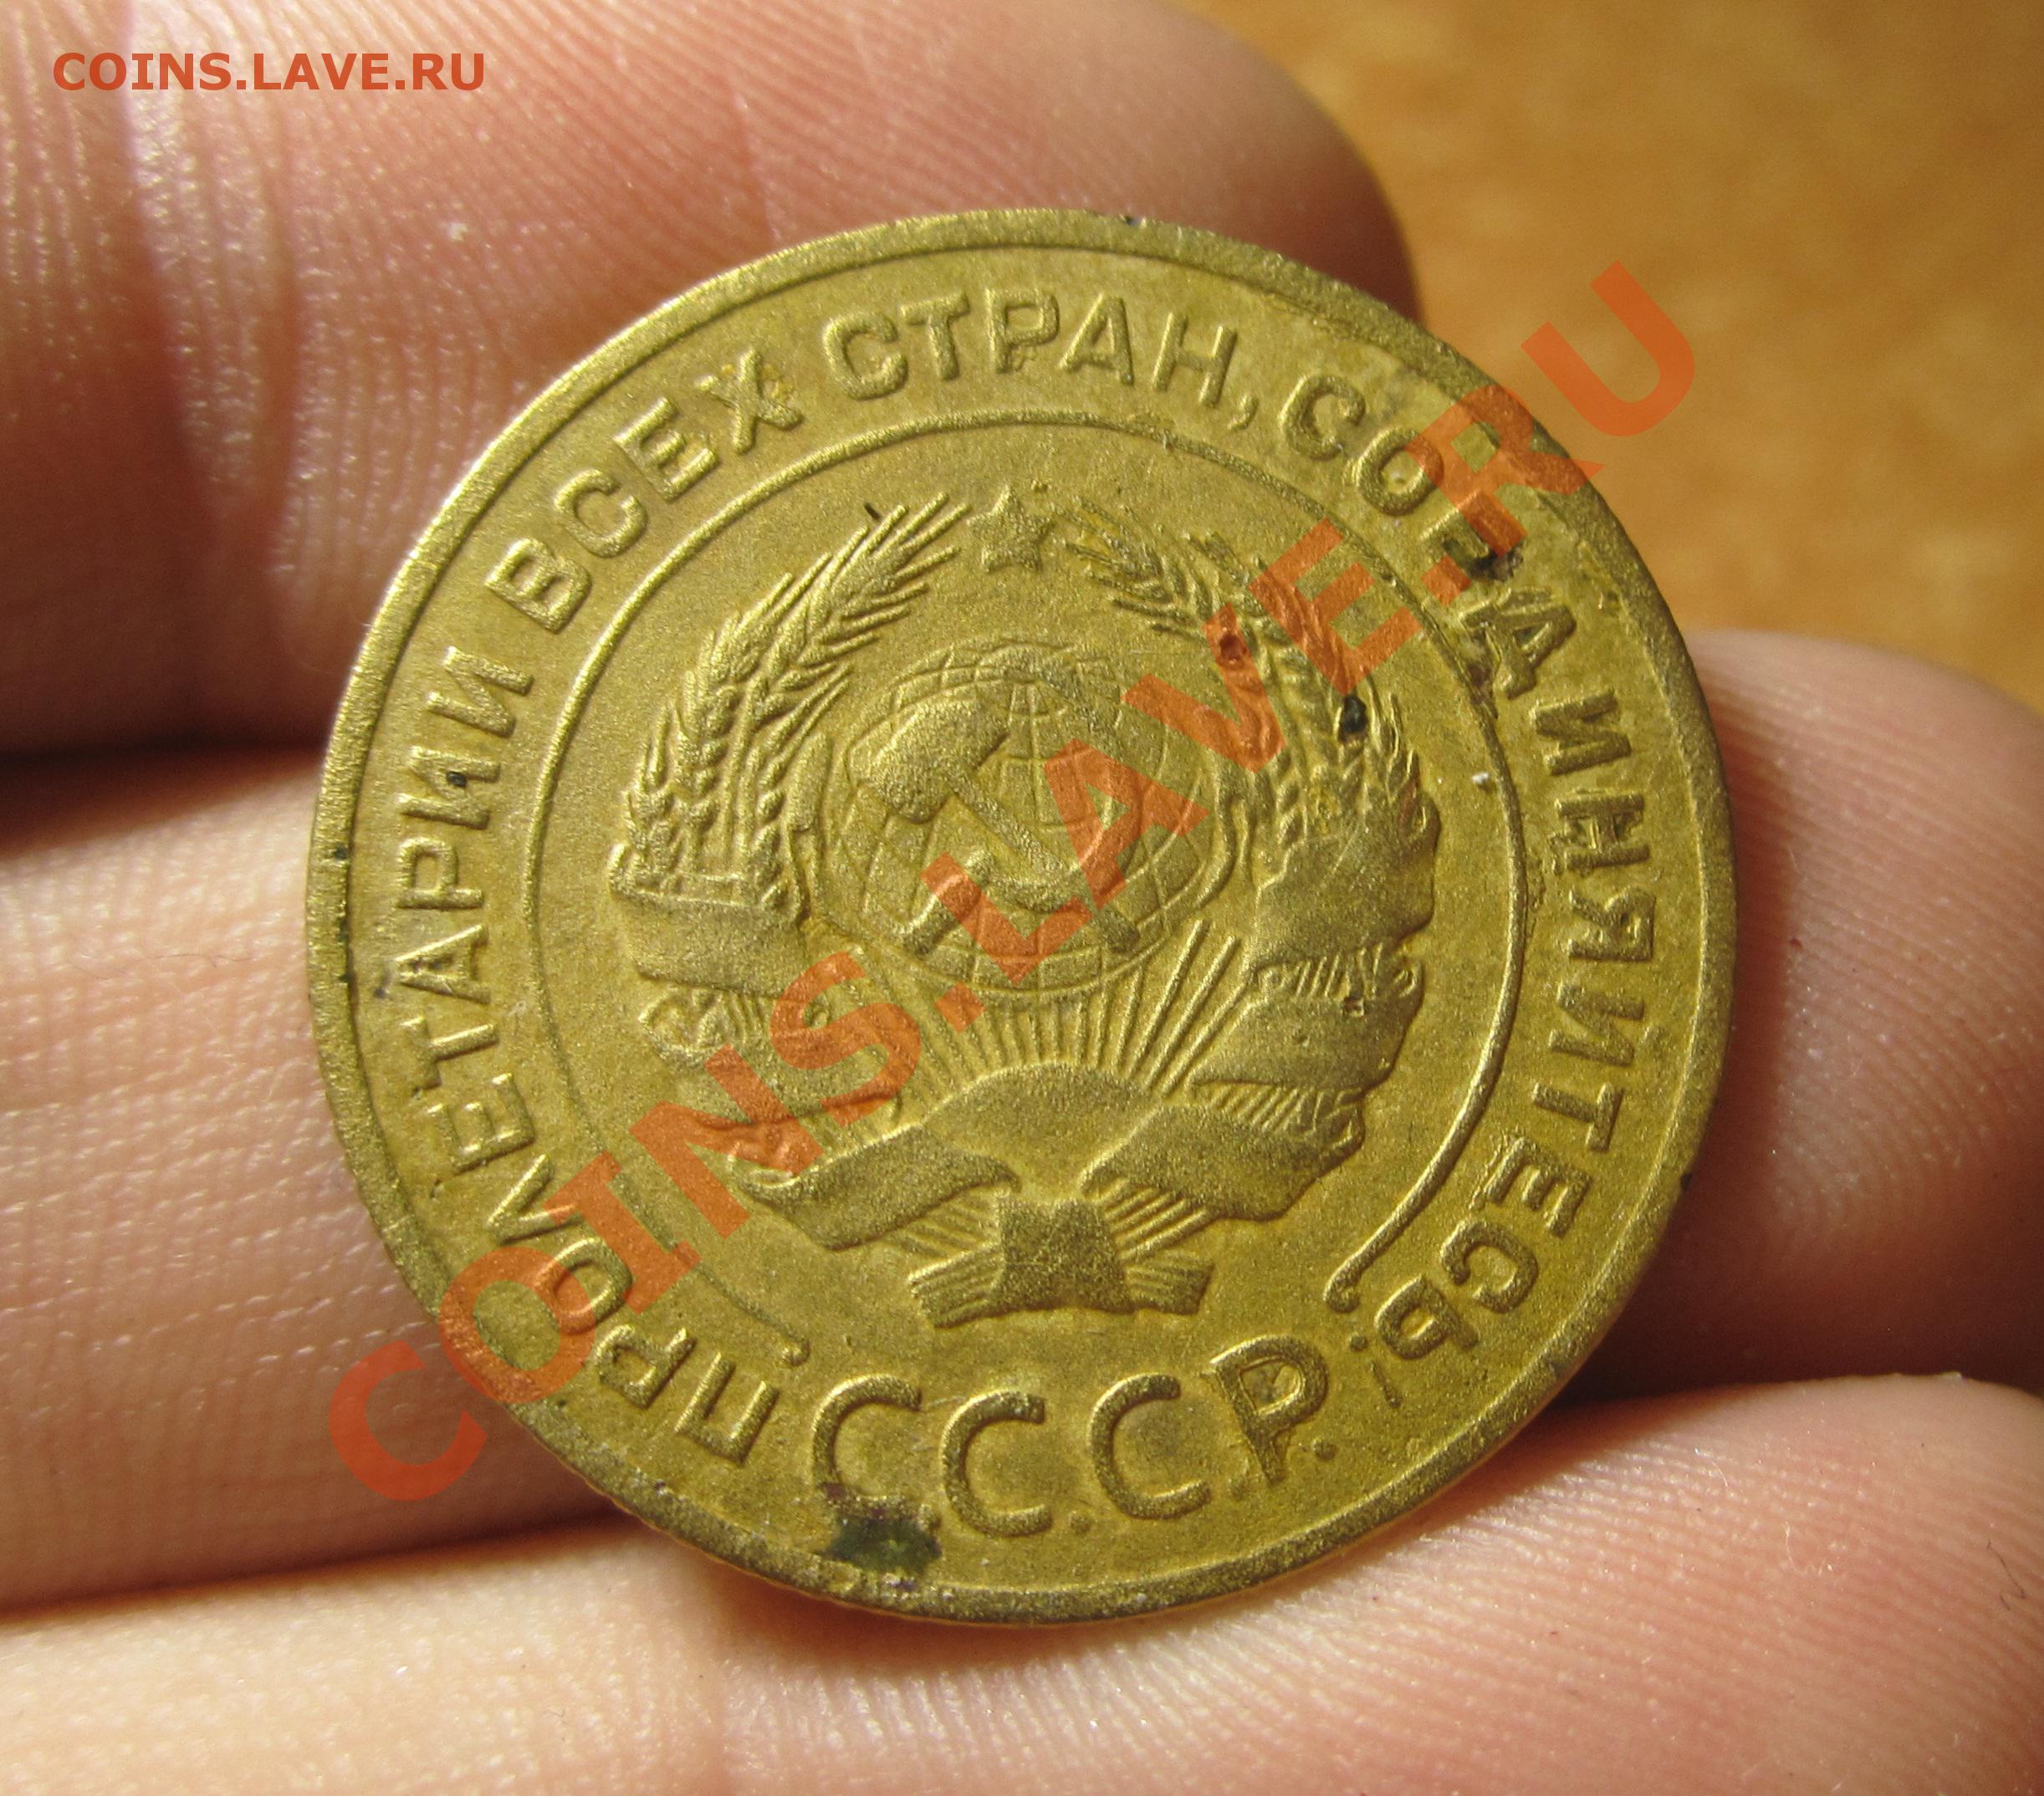 COINS.LAVE.RU
ПРОЛЕТАРИИ ВСЕХ СТРАН, СОЕДИНЯЙТЕСЬ!
С.С.С.Р.
COINS.LAVE.RU